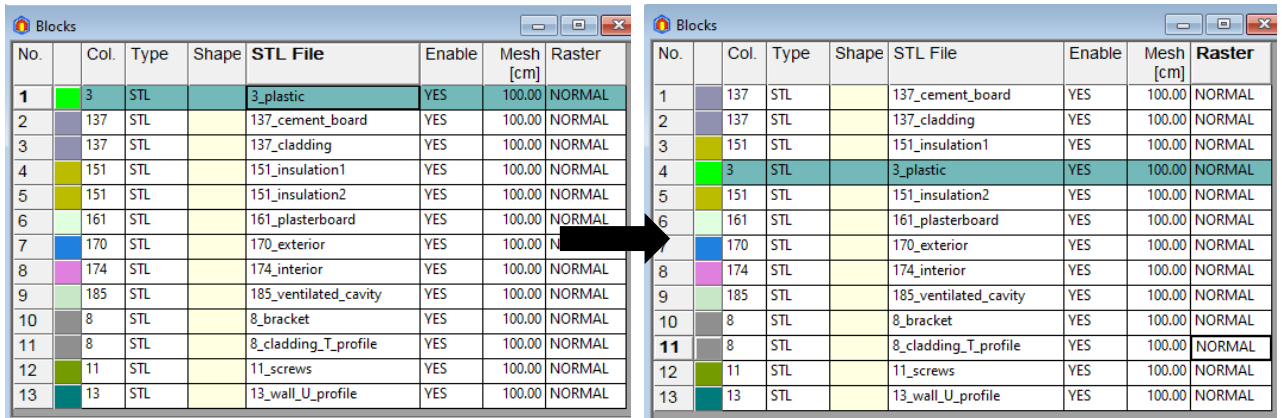 Blocks
No. Col. Type Shape STL File Enable Mesh [cm] Raster
1 3 STL 3_plastic YES 100.00 NORMAL
2 137 STL 137_cement_board YES 100.00 NORMAL
3 137 STL 137_cladding YES 100.00 NORMAL
4 151 STL 151_insulation1 YES 100.00 NORMAL
5 151 STL 151_insulation2 YES 100.00 NORMAL
6 161 STL 161_plasterboard YES 100.00 NORMAL
7 170 STL 170_exterior YES 100.00
8 174 STL 174_interior YES 100.00 NORMAL
9 185 STL 185_ventilated_cavity YES 100.00 NORMAL
10 8 STL 8_bracket YES 100.00 NORMAL
11 8 STL 8_cladding_T_profile YES 100.00 NORMAL
12 11 STL 11_screws YES 100.00 NORMAL
13 13 STL 13_wall_U_profile YES 100.00 NORMAL
Blocks
No. Col. Type Shape STL File Enable Mesh [cm] Raster
1 137 STL 137_cement_board YES 100.00 NORMAL
2 137 STL 137_cladding YES 100.00 NORMAL
3 151 STL 151_insulation1 YES 100.00 NORMAL
4 3 STL 3_plastic YES 100.00 NORMAL
5 151 STL 151_insulation2 YES 100.00 NORMAL
6 161 STL 161_plasterboard YES 100.00 NORMAL
170 STL 170_exterior YES 100.00 NORMAL
8 174 STL 174_interior YES 100.00 NORMAL
9 185 STL 185_ventilated_cavity YES 100.00 NORMAL
10 8 STL 8_bracket YES 100.00 NORMAL
11 8 STL 8_cladding_T_profile YES 100.00 NORMAL
12 11 STL 11_screws YES 100.00 NORMAL
13 13 STL 13_wall_U_profile YES 100.00 NORMAL